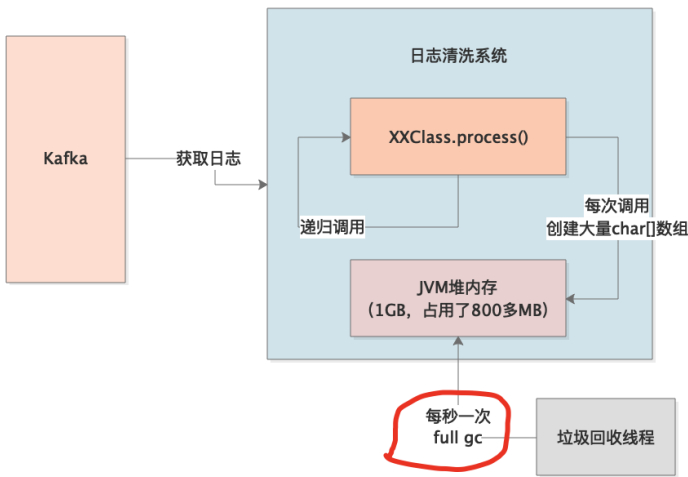 日志清洗系统
Kafka
获取日志
XXClass.process()
递归调用
每次调用
创建大量char[]数组
JVM堆内存
（1GB，占用了800多MB）
每秒一次
full gc
垃圾回收线程